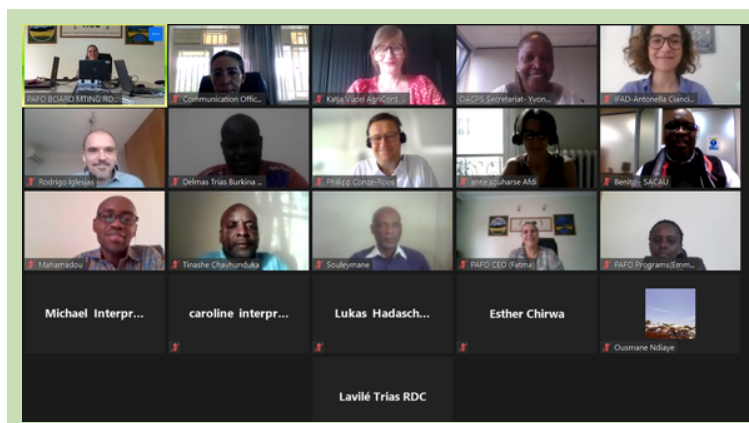 PAFO BOARD MTING RO...
Communication Offic...
Katja Vuori AgriCord, ...
OACPS Secretariat- Yvon...
IFAD-Antonella Cianci...
Rodrigo Iglesias
Delmas Trias Burkina ...
Philipp Conze-Roos
anne souharse Afdi
Benito - SACAU
Mahamadou
Tinashe Chavhunduka
Souleymane
PAFO CEO (Fatma)
PAFO Programs(Emm...
Michael Interpr...
caroline interpr...
Lukas Hadasch...
Esther Chirwa
Ousmane Ndiaye
Lavilé Trias RDC